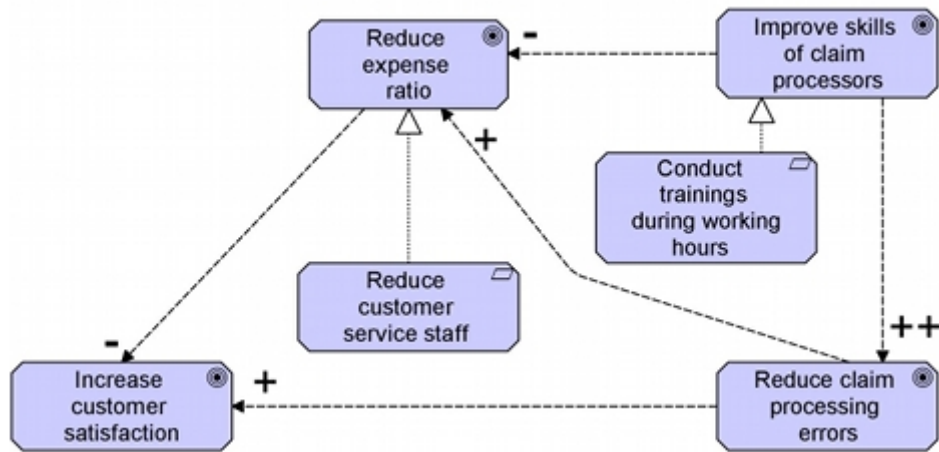 Reduce
expense
ratio
-
Improve skills
of claim
processors
+
Conduct
trainings
during working
hours
Reduce
customer
service staff
++
-
Increase
customer
satisfaction
+
Reduce claim
processing
errors